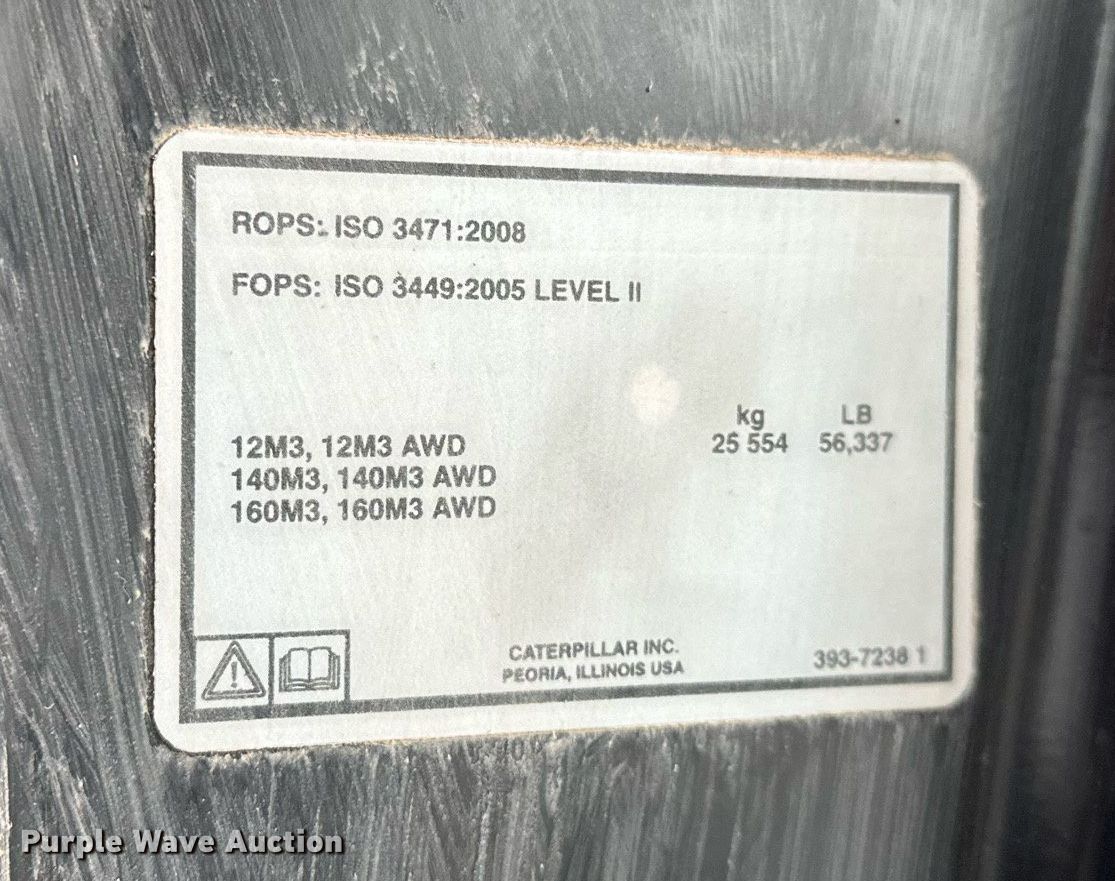 ROPS: ISO 3471:2008
FOPS: ISO 3449:2005 LEVEL II
kg LB
12M3, 12M3 AWD 25 554 56,337
140M3, 140M3 AWD
160M3, 160M3 AWD
CATERPILLAR INC.
PEORIA, ILLINOIS USA
393-7238 1
Purple Wave Auction